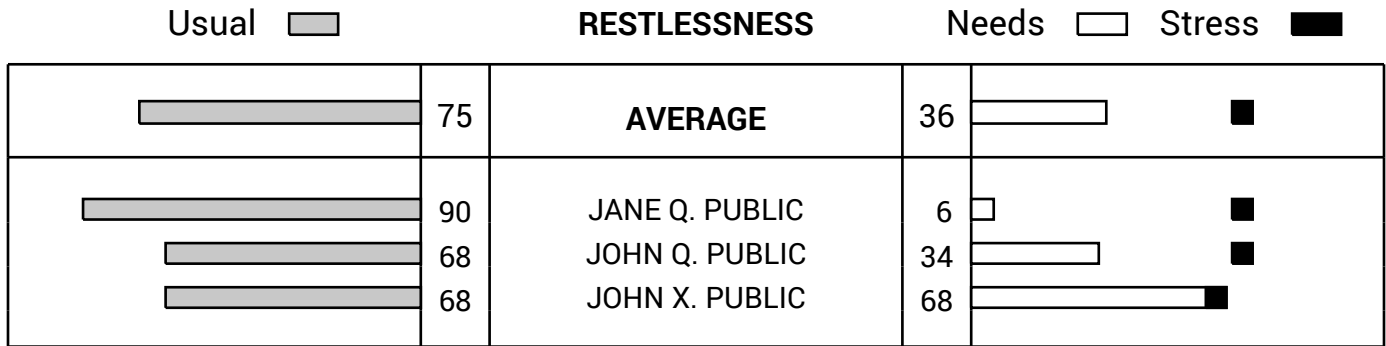 Usual RESTLESSNESS Needs Stress
75 AVERAGE 36
90 JANE Q. PUBLIC 6
68 JOHN Q. PUBLIC 34
68 JOHN X. PUBLIC 68